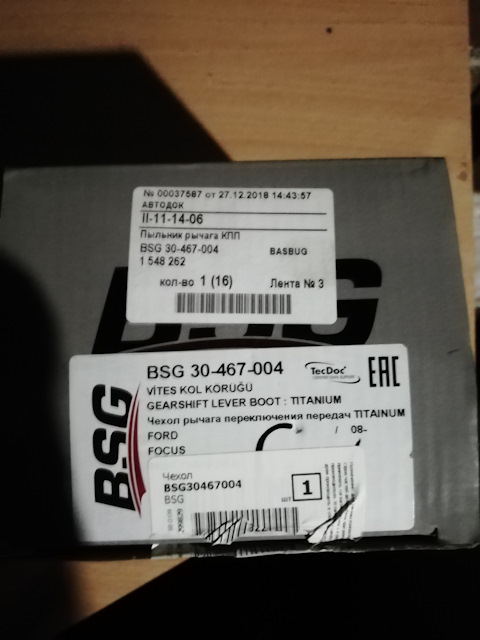 № 00037587 от 27.12.2018 14:43:57
АВТОДОК
II-11-14-06
Пыльник рычага КПП
BSG 30-467-004 BASBUG
1 548 262
кол-во 1 (16) Лента № 3
BSG
BSG 30-467-004 TecDoc EAC
VİTES KOL KÖRÜĞÜ
GEARSHIFT LEVER BOOT : TITANIUM
Чехол рычага переключения передач TITAINUM
FORD / 08-
FOCUS
BSG
Чехол
BSG30467004
BSG
шт 1